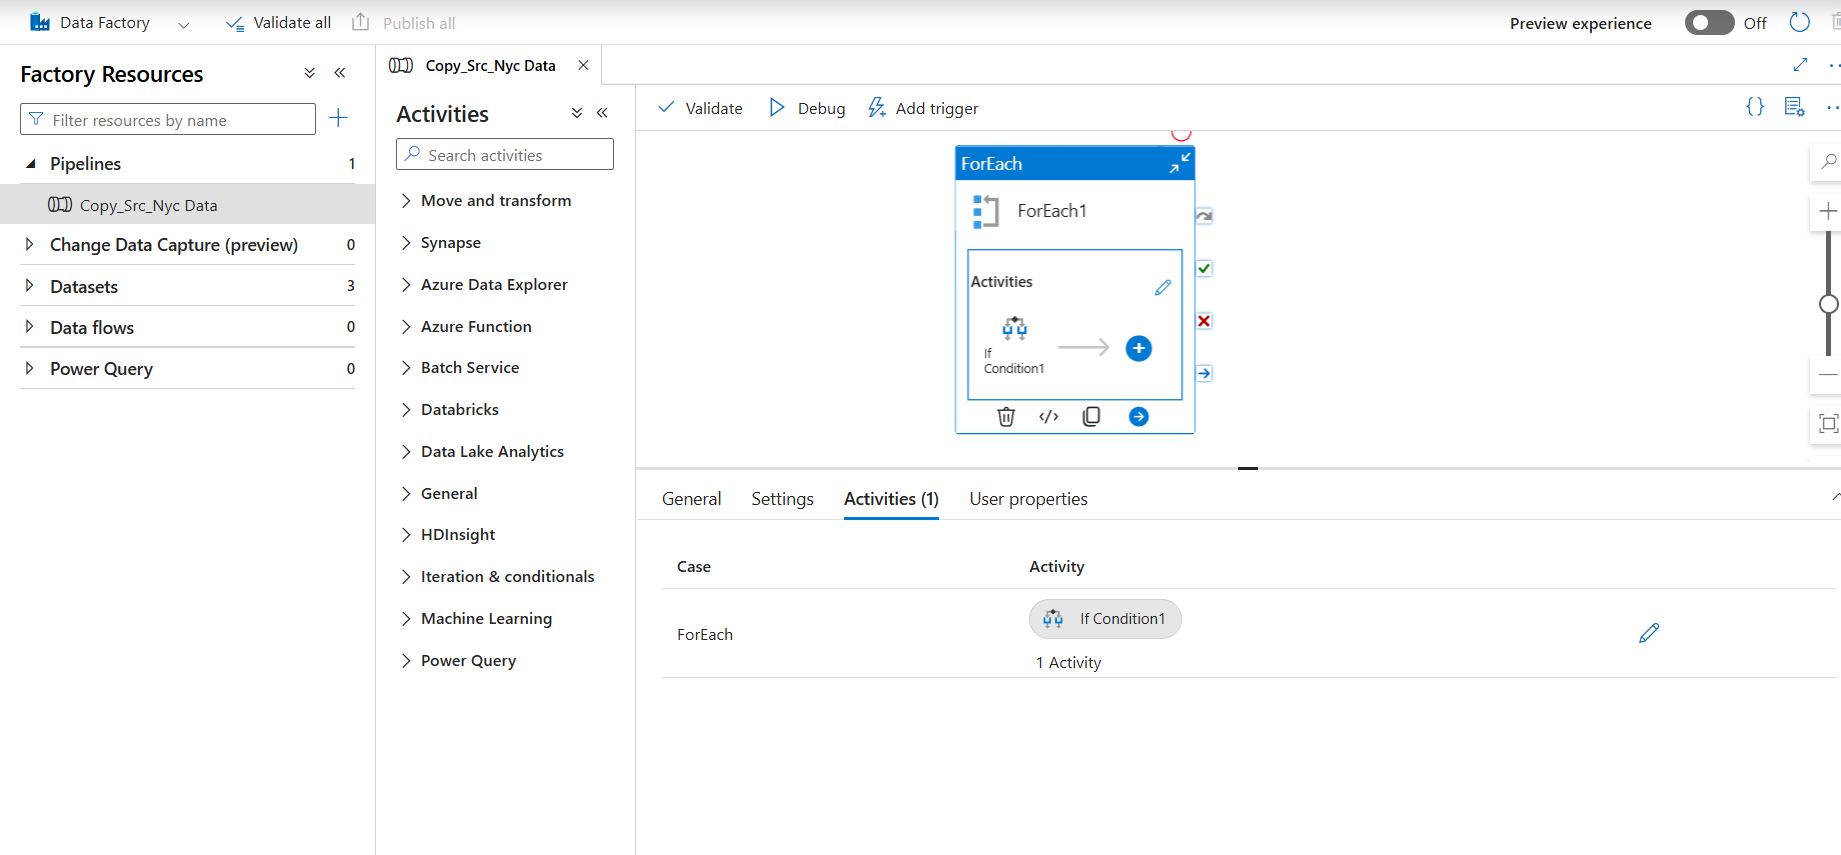 Data Factory
Validate all
Publish all
Preview experience
Off
Factory Resources
Filter resources by name
Pipelines 1
Copy_Src_Nyc Data
Change Data Capture (preview) 0
Datasets 3
Data flows 0
Power Query 0
Copy_Src_Nyc Data
Activities
Search activities
Move and transform
Synapse
Azure Data Explorer
Azure Function
Batch Service
Databricks
Data Lake Analytics
General
HDInsight
Iteration & conditionals
Machine Learning
Power Query
Validate
Debug
Add trigger
ForEach
ForEach1
Activities
If
Condition1
General
Settings
Activities (1)
User properties
Case Activity
ForEach
If Condition1
1 Activity